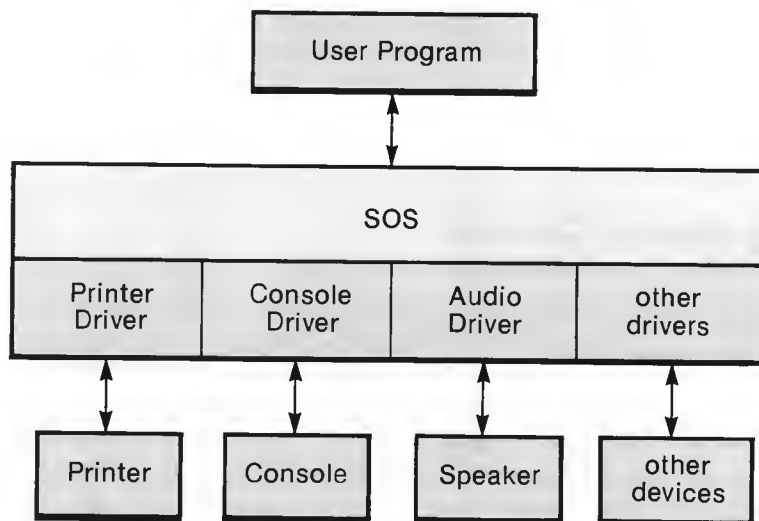 User Program
SOS
Printer
Driver
Console
Driver
Audio
Driver
other
drivers
Printer
Console
Speaker
other
devices